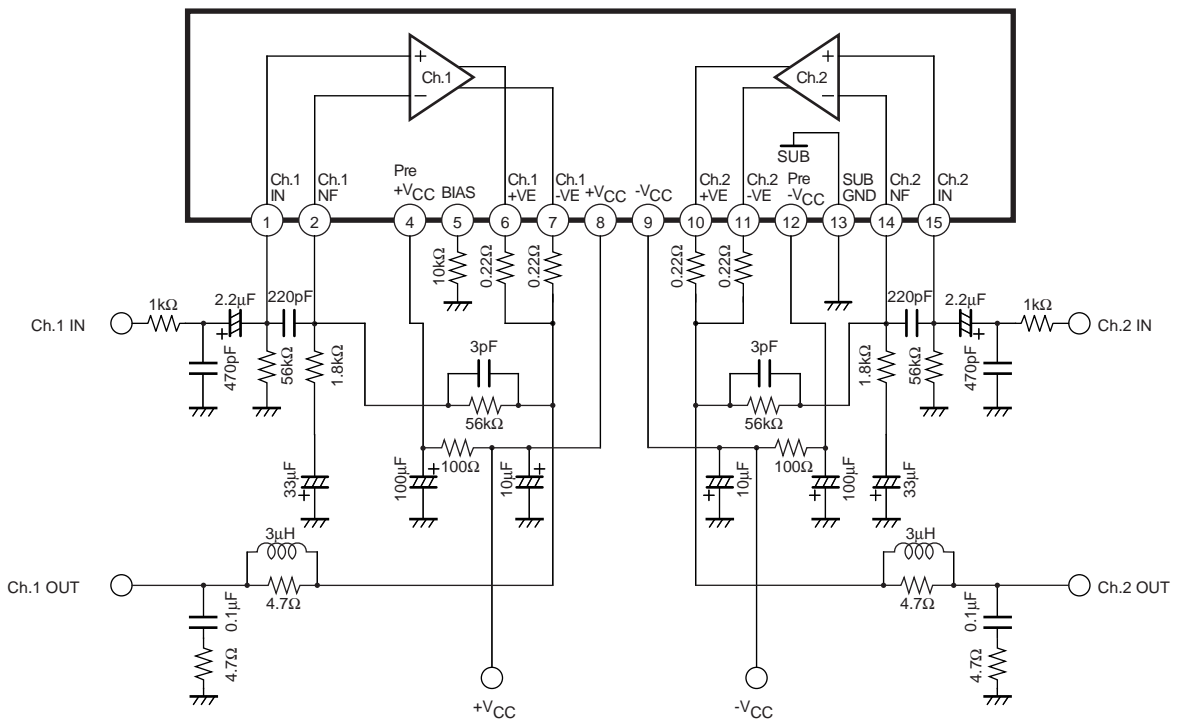 +
Ch.1
−
+
Ch.2
−
SUB
Ch.1 IN
Ch.1 NF
Pre +VCC
BIAS
Ch.1 +VE
Ch.1 -VE
+VCC
-VCC
Ch.2 +VE
Ch.2 -VE
Pre -VCC
SUB GND
Ch.2 NF
Ch.2 IN
1
2
4
5
6
7
8
9
10
11
12
13
14
15
10kΩ
0.22Ω
0.22Ω
0.22Ω
0.22Ω
Ch.1 IN
1kΩ
2.2µF
+
220pF
470pF
56kΩ
1.8kΩ
3pF
56kΩ
3pF
56kΩ
220pF
2.2µF
+
1kΩ
Ch.2 IN
1.8kΩ
56kΩ
470pF
33µF
+
100µF
+
100Ω
10µF
+
10µF
+
100Ω
100µF
+
33µF
+
Ch.1 OUT
3µH
4.7Ω
0.1µF
4.7Ω
3µH
4.7Ω
0.1µF
4.7Ω
Ch.2 OUT
+VCC
-VCC